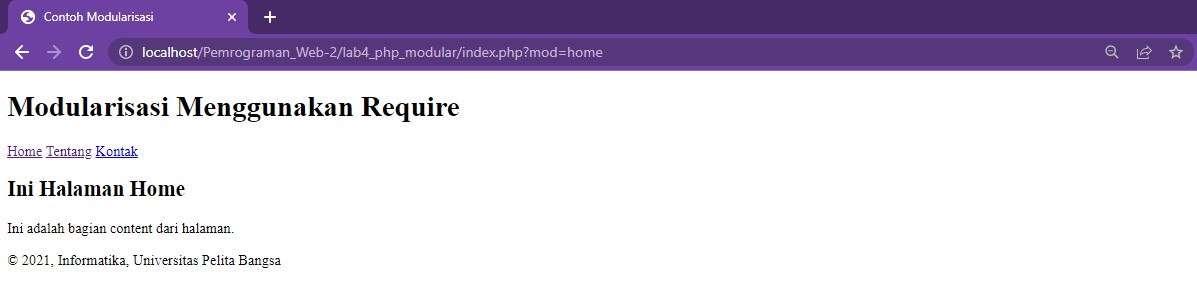 Contoh Modularisasi
localhost/Pemrograman_Web-2/lab4_php_modular/index.php?mod=home
Modularisasi Menggunakan Require
Home Tentang Kontak
Ini Halaman Home
Ini adalah bagian content dari halaman.
© 2021, Informatika, Universitas Pelita Bangsa